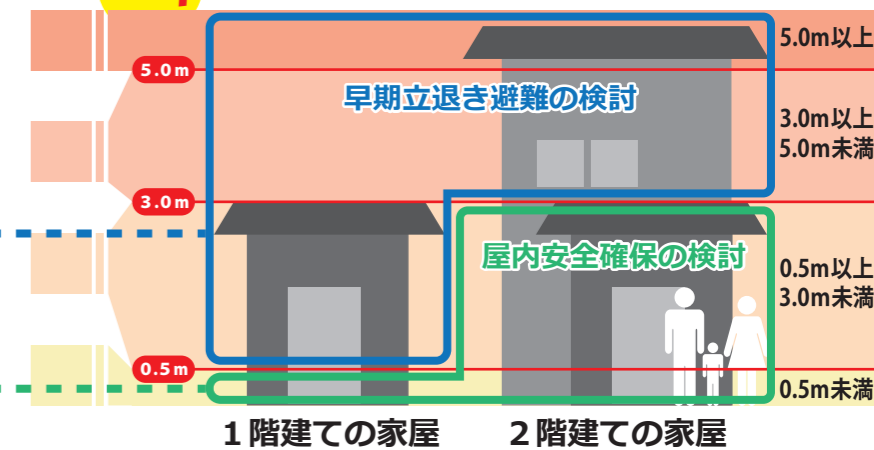 5.0m以上
5.0m
早期立退き避難の検討
3.0m以上
5.0m未満
3.0m
屋内安全確保の検討
0.5m以上
3.0m未満
0.5m
0.5m未満
1階建ての家屋
2階建ての家屋